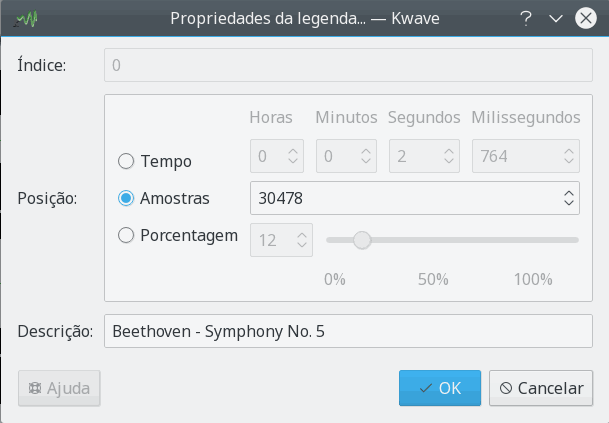 Propriedades da legenda... — Kwave
Índice: 0
Horas Minutos Segundos Milissegundos
Tempo 0 0 2 764
Posição: Amostras 30478
Porcentagem 12
0% 50% 100%
Descrição: Beethoven - Symphony No. 5
Ajuda OK Cancelar